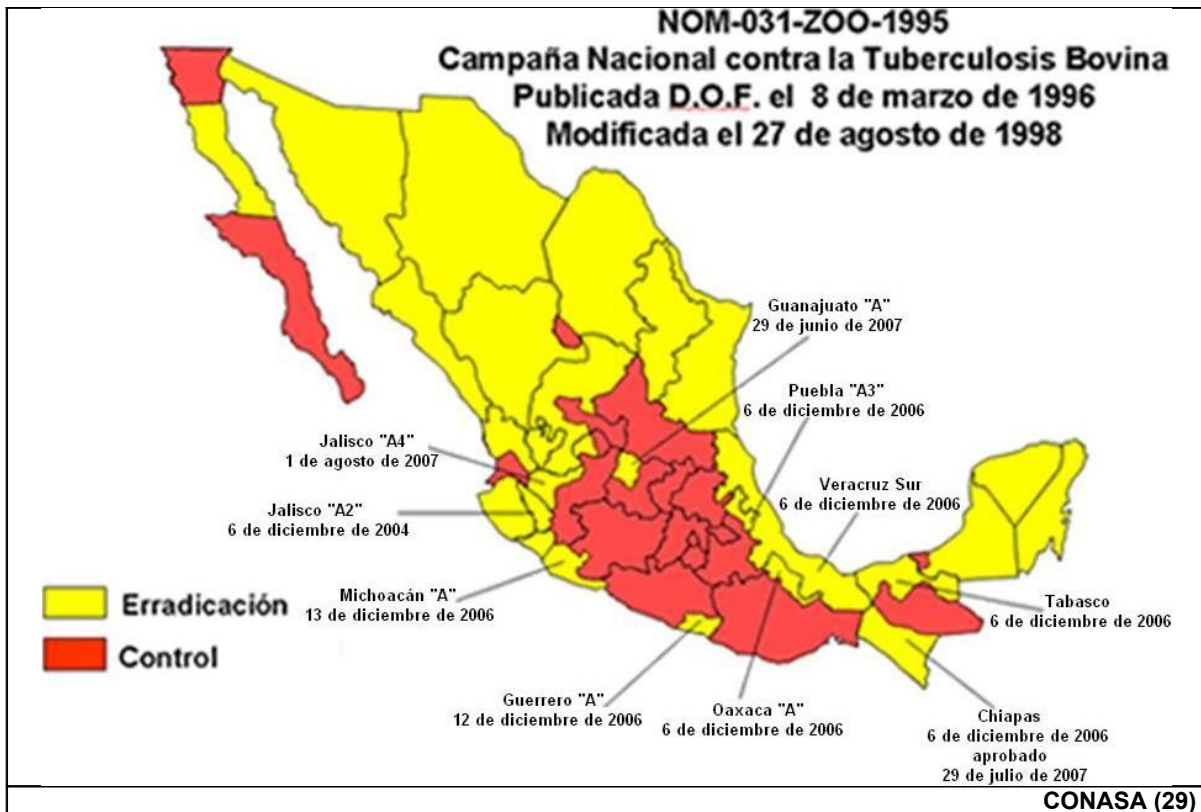 NOM-031-ZOO-1995
Campaña Nacional contra la Tuberculosis Bovina
Publicada D.O.F. el 8 de marzo de 1996
Modificada el 27 de agosto de 1998
Guanajuato "A"
29 de junio de 2007
Puebla "A3"
6 de diciembre de 2006
Jalisco "A4"
1 de agosto de 2007
Veracruz Sur
6 de diciembre de 2006
Jalisco "A2"
6 de diciembre de 2004
Michoacán "A"
13 de diciembre de 2006
Tabasco
6 de diciembre de 2006
Erradicación
Control
Guerrero "A"
12 de diciembre de 2006
Oaxaca "A"
6 de diciembre de 2006
Chiapas
6 de diciembre de 2006
aprobado
29 de julio de 2007
CONASA (29)